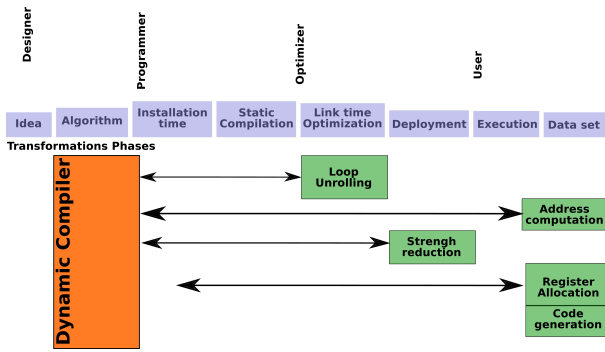 Designer
Programmer
Optimizer
User
Idea
Algorithm
Installation
time
Static
Compilation
Link time
Optimization
Deployment
Execution
Data set
Transformations Phases
Dynamic Compiler
Loop
Unrolling
Address
computation
Strengh
reduction
Register
Allocation
Code
generation